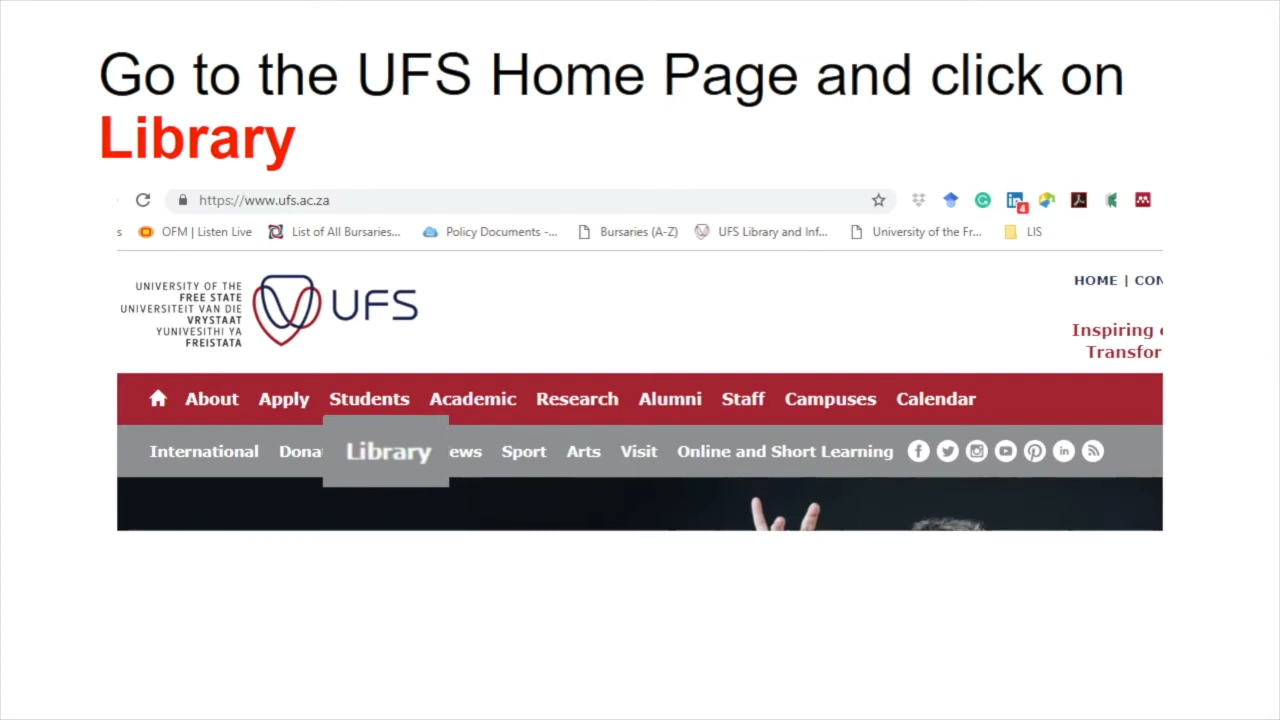 Go to the UFS Home Page and click on
Library
https://www.ufs.ac.za
4
s OFM | Listen Live List of All Bursaries... Policy Documents -... Bursaries (A-Z) UFS Library and Inf... University of the Fr... LIS
UNIVERSITY OF THE
FREE STATE
UNIVERSITEIT VAN DIE
VRYSTAAT
YUNIVESITHI YA
FREISTATA
UFS
HOME | CON
Inspiring
Transfor
About Apply Students Academic Research Alumni Staff Campuses Calendar
International Dona Library ews Sport Arts Visit Online and Short Learning